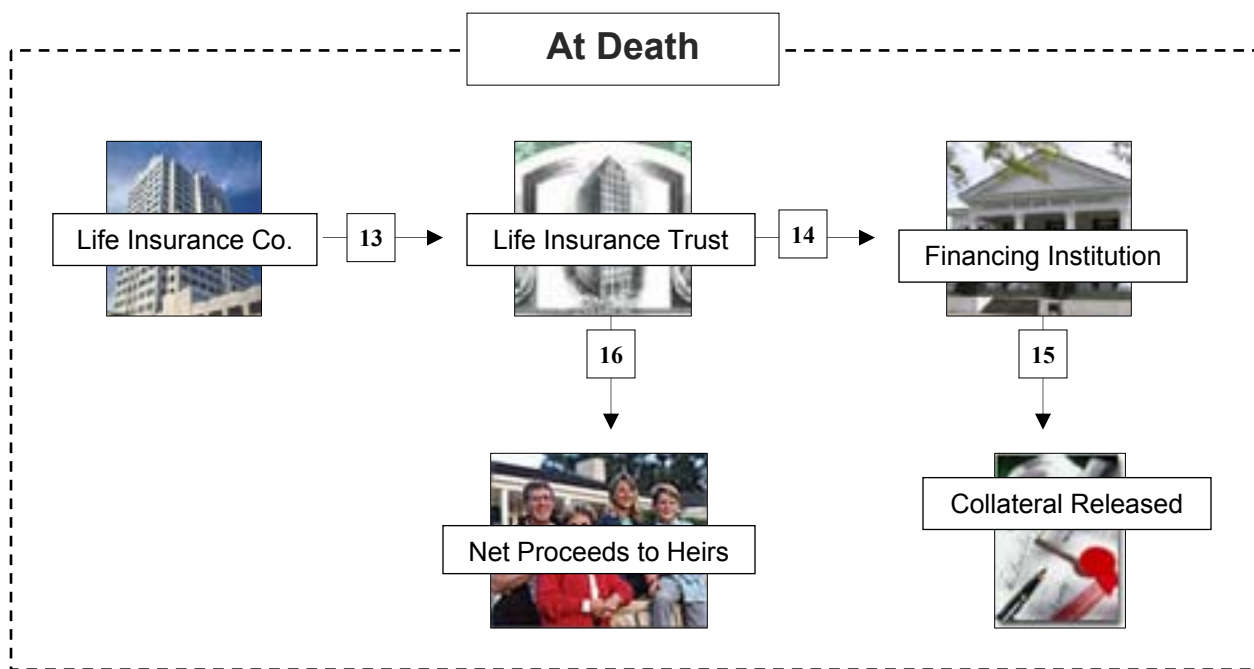 At Death
Life Insurance Co.
13
Life Insurance Trust
14
Financing Institution
16
15
Net Proceeds to Heirs
Collateral Released